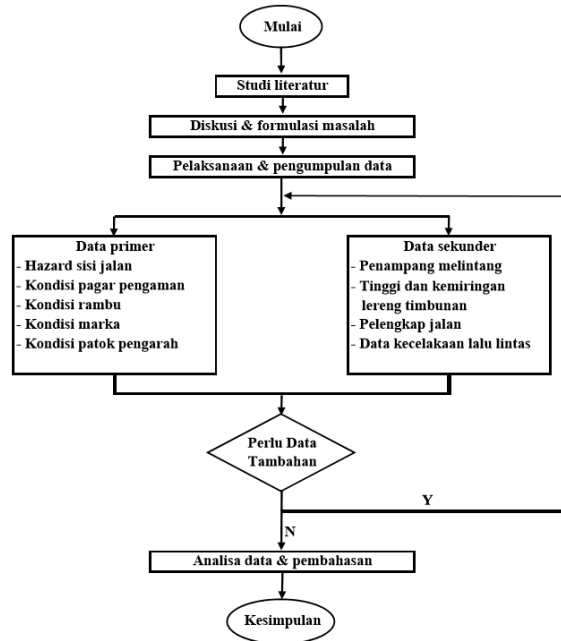 Mulai
Studi literatur
Diskusi & formulasi masalah
Pelaksanaan & pengumpulan data
Data primer
- Hazard sisi jalan
- Kondisi pagar pengaman
- Kondisi rambu
- Kondisi marka
- Kondisi patok pengarah
Data sekunder
- Penampang melintang
- Tinggi dan kemiringan
lereng timbunan
- Pelengkap jalan
- Data kecelakaan lalu lintas
Perlu Data
Tambahan
Y
N
Analisa data & pembahasan
Kesimpulan